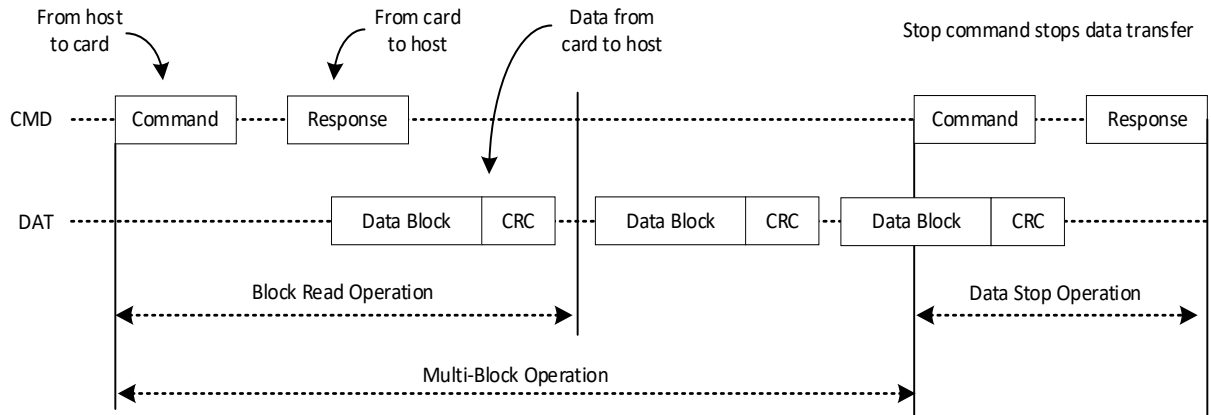 From host
to card
From card
to host
Data from
card to host
Stop command stops data transfer
CMD Command Response Command Response
DAT Data Block CRC Data Block CRC Data Block CRC
Block Read Operation Data Stop Operation
Multi-Block Operation